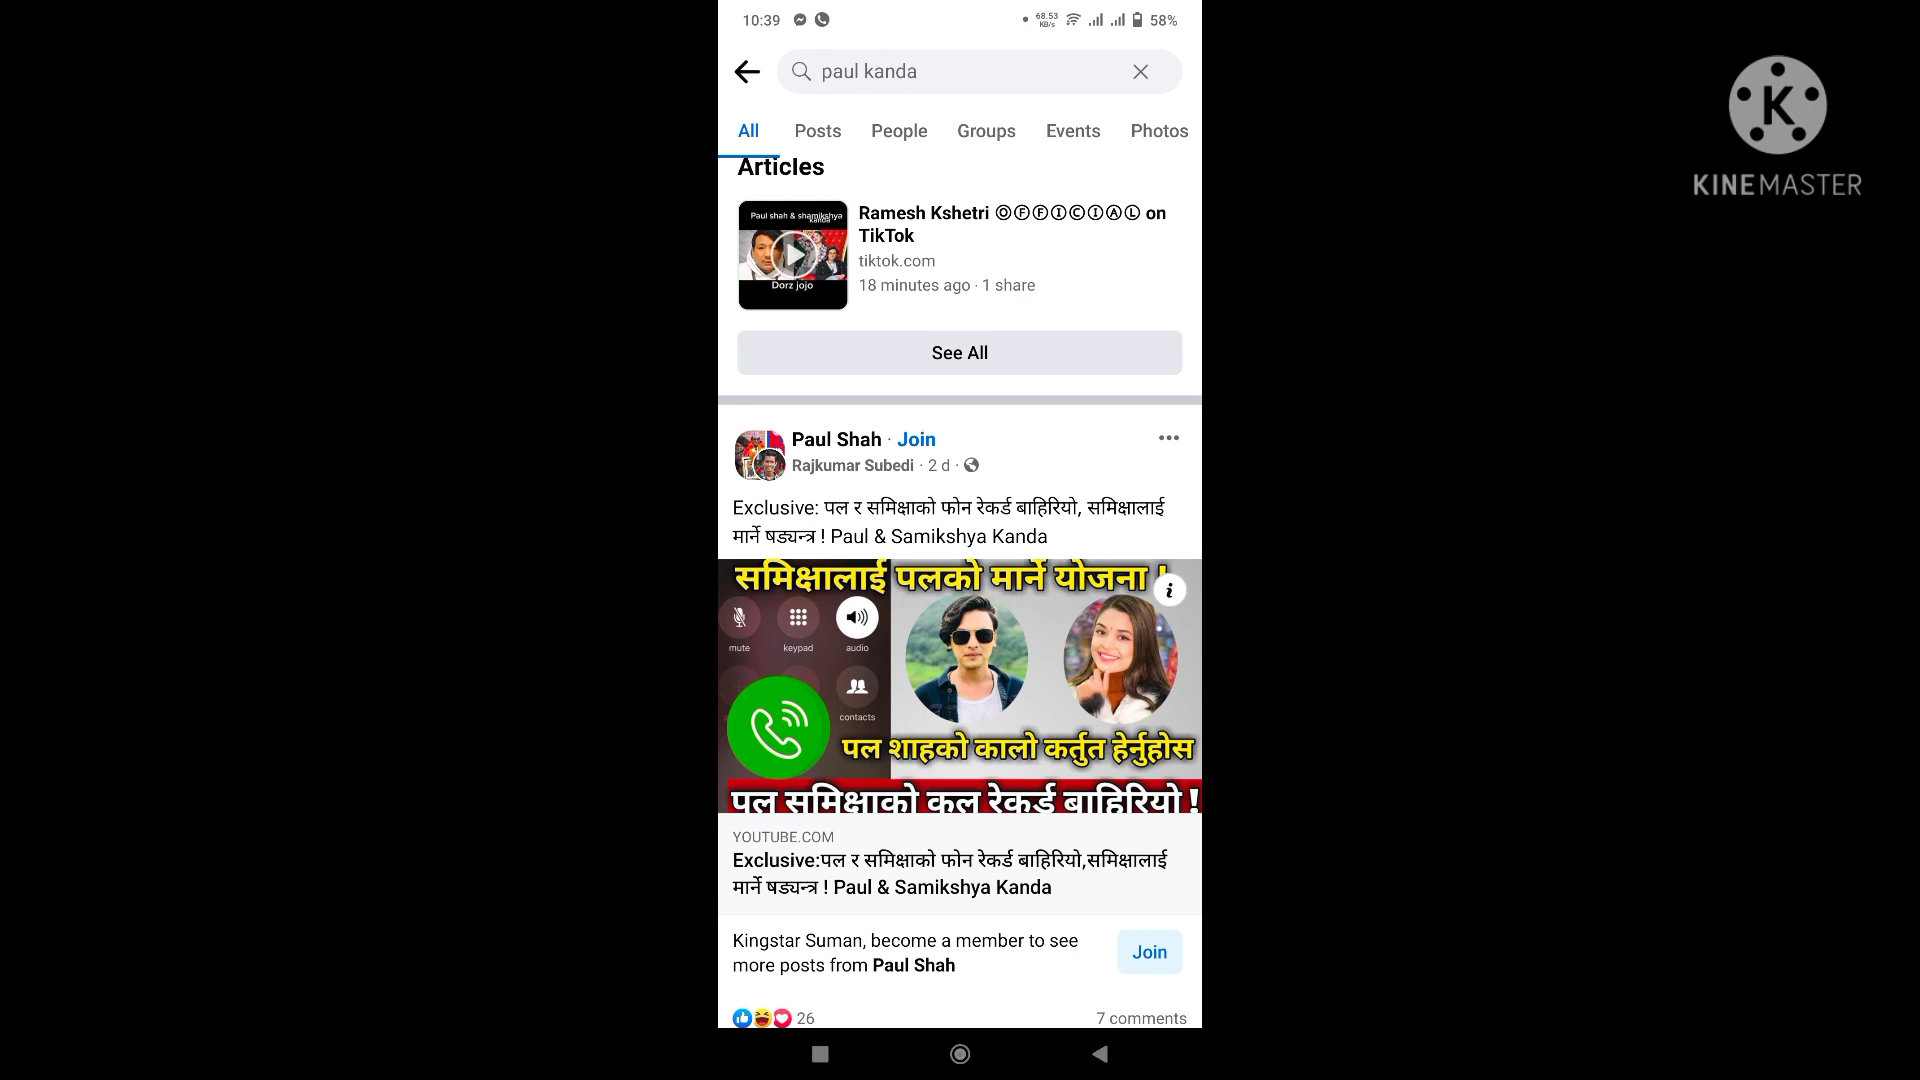 10:39
68.53
KB/s
58%
paul kanda
All Posts People Groups Events Photos
Articles
Paul shah & shamikshya
kanda
Dorz jojo
Ramesh Kshetri ⓄⒻⒻⒾⒸⒾⒶⓁ on
TikTok
tiktok.com
18 minutes ago · 1 share
See All
Paul Shah · Join
Rajkumar Subedi · 2 d ·
Exclusive: पल र समिक्षाको फोन रेकर्ड बाहिरियो, समिक्षालाई
मार्ने षड्यन्त्र ! Paul & Samikshya Kanda
समिक्षालाई पलको मार्ने योजना !
mute keypad audio
contacts
पल शाहको कालो कर्तुत हेर्नुहोस
पल समिक्षाको कल रेकर्ड बाहिरियो !
YOUTUBE.COM
Exclusive:पल र समिक्षाको फोन रेकर्ड बाहिरियो,समिक्षालाई
मार्ने षड्यन्त्र ! Paul & Samikshya Kanda
Kingstar Suman, become a member to see
more posts from Paul Shah
Join
26
7 comments
K
KINEMASTER